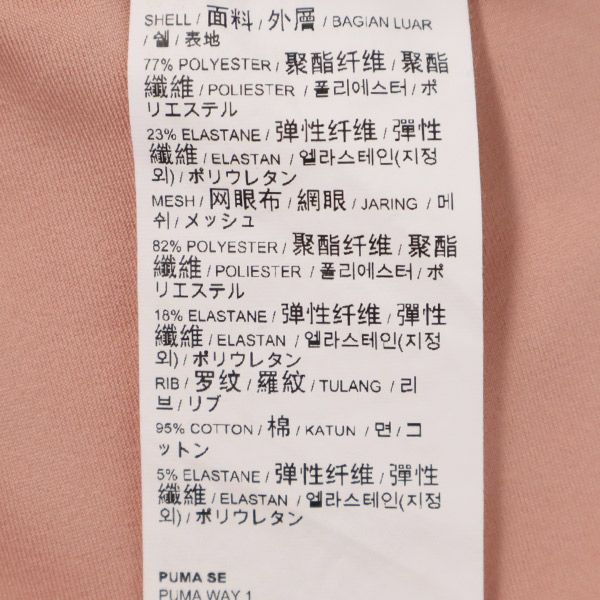 SHELL / 面料 / 外層 / BAGIAN LUAR
/ 쉘 / 表地
77% POLYESTER / 聚酯纤维 / 聚酯
纖維 / POLIESTER / 폴리에스터 / ポ
リエステル
23% ELASTANE / 弹性纤维 / 彈性
纖維 / ELASTAN / 엘라스테인(지정
외) / ポリウレタン
MESH / 网眼布 / 網眼 / JARING / 메
쉬 / メッシュ
82% POLYESTER / 聚酯纤维 / 聚酯
纖維 / POLIESTER / 폴리에스터 / ポ
リエステル
18% ELASTANE / 弹性纤维 / 彈性
纖維 / ELASTAN / 엘라스테인(지정
외) / ポリウレタン
RIB / 罗纹 / 羅紋 / TULANG / 리
브 / リブ
95% COTTON / 棉 / KATUN / 면 / コ
ットン
5% ELASTANE / 弹性纤维 / 彈性
纖維 / ELASTAN / 엘라스테인(지정
외) / ポリウレタン
PUMA SE
PUMA WAY 1